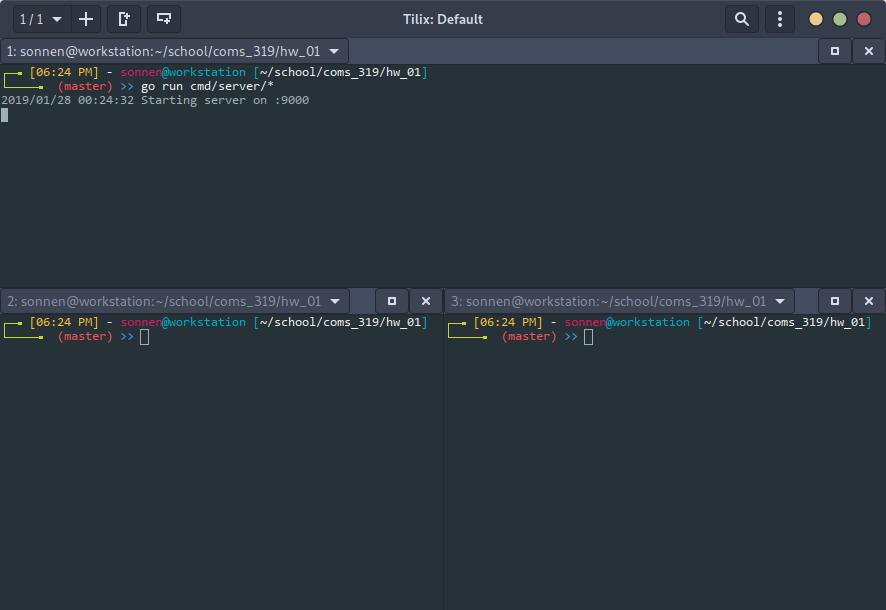 1 / 1 Tilix: Default
1: sonnen@workstation:~/school/coms_319/hw_01
[06:24 PM] - sonnen@workstation [~/school/coms_319/hw_01]
(master) >> go run cmd/server/*
2019/01/28 00:24:32 Starting server on :9000
2: sonnen@workstation:~/school/coms_319/hw_01
[06:24 PM] - sonnen@workstation [~/school/coms_319/hw_01]
(master) >>
3: sonnen@workstation:~/school/coms_319/hw_01
[06:24 PM] - sonnen@workstation [~/school/coms_319/hw_01]
(master) >>